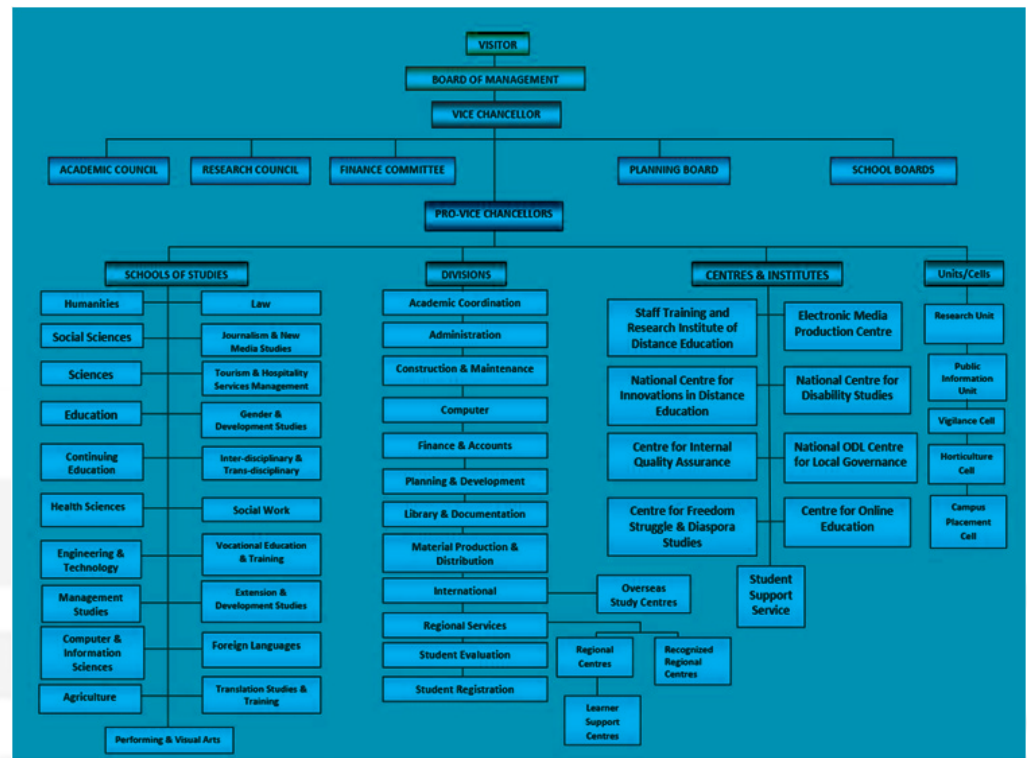 VISITOR
BOARD OF MANAGEMENT
VICE CHANCELLOR
ACADEMIC COUNCIL
RESEARCH COUNCIL
FINANCE COMMITTEE
PLANNING BOARD
SCHOOL BOARDS
PRO-VICE CHANCELLORS
SCHOOLS OF STUDIES
Humanities
Law
Social Sciences
Journalism & New
Media Studies
Sciences
Tourism & Hospitality
Services Management
Education
Gender &
Development Studies
Continuing
Education
Inter-disciplinary &
Trans-disciplinary
Health Sciences
Social Work
Engineering &
Technology
Vocational Education
& Training
Management
Studies
Extension &
Development Studies
Computer &
Information
Sciences
Foreign Languages
Agriculture
Translation Studies &
Training
Performing & Visual Arts
DIVISIONS
Academic Coordination
Administration
Construction & Maintenance
Computer
Finance & Accounts
Planning & Development
Library & Documentation
Material Production &
Distribution
International
Overseas
Study Centres
Regional Services
Regional
Centres
Recognized
Regional
Centres
Learner
Support
Centres
Student Evaluation
Student Registration
CENTRES & INSTITUTES
Staff Training and
Research Institute of
Distance Education
Electronic Media
Production Centre
National Centre for
Innovations in Distance
Education
National Centre for
Disability Studies
Centre for Internal
Quality Assurance
National ODL Centre
for Local Governance
Centre for Freedom
Struggle & Diaspora
Studies
Centre for Online
Education
Student
Support
Service
Units/Cells
Research Unit
Public
Information
Unit
Vigilance Cell
Horticulture
Cell
Campus
Placement
Cell